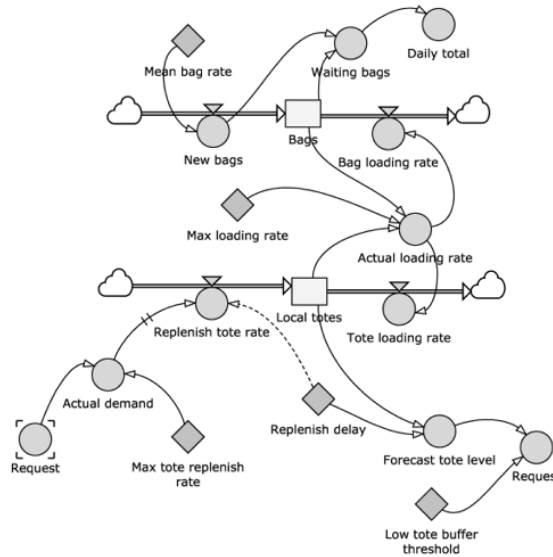 Daily total
Mean bag rate
Waiting bags
Bags
New bags
Bag loading rate
Max loading rate
Actual loading rate
Local totes
Replenish tote rate
Tote loading rate
Actual demand
Replenish delay
Request
Max tote replenish
rate
Forecast tote level
Reques
Low tote buffer
threshold